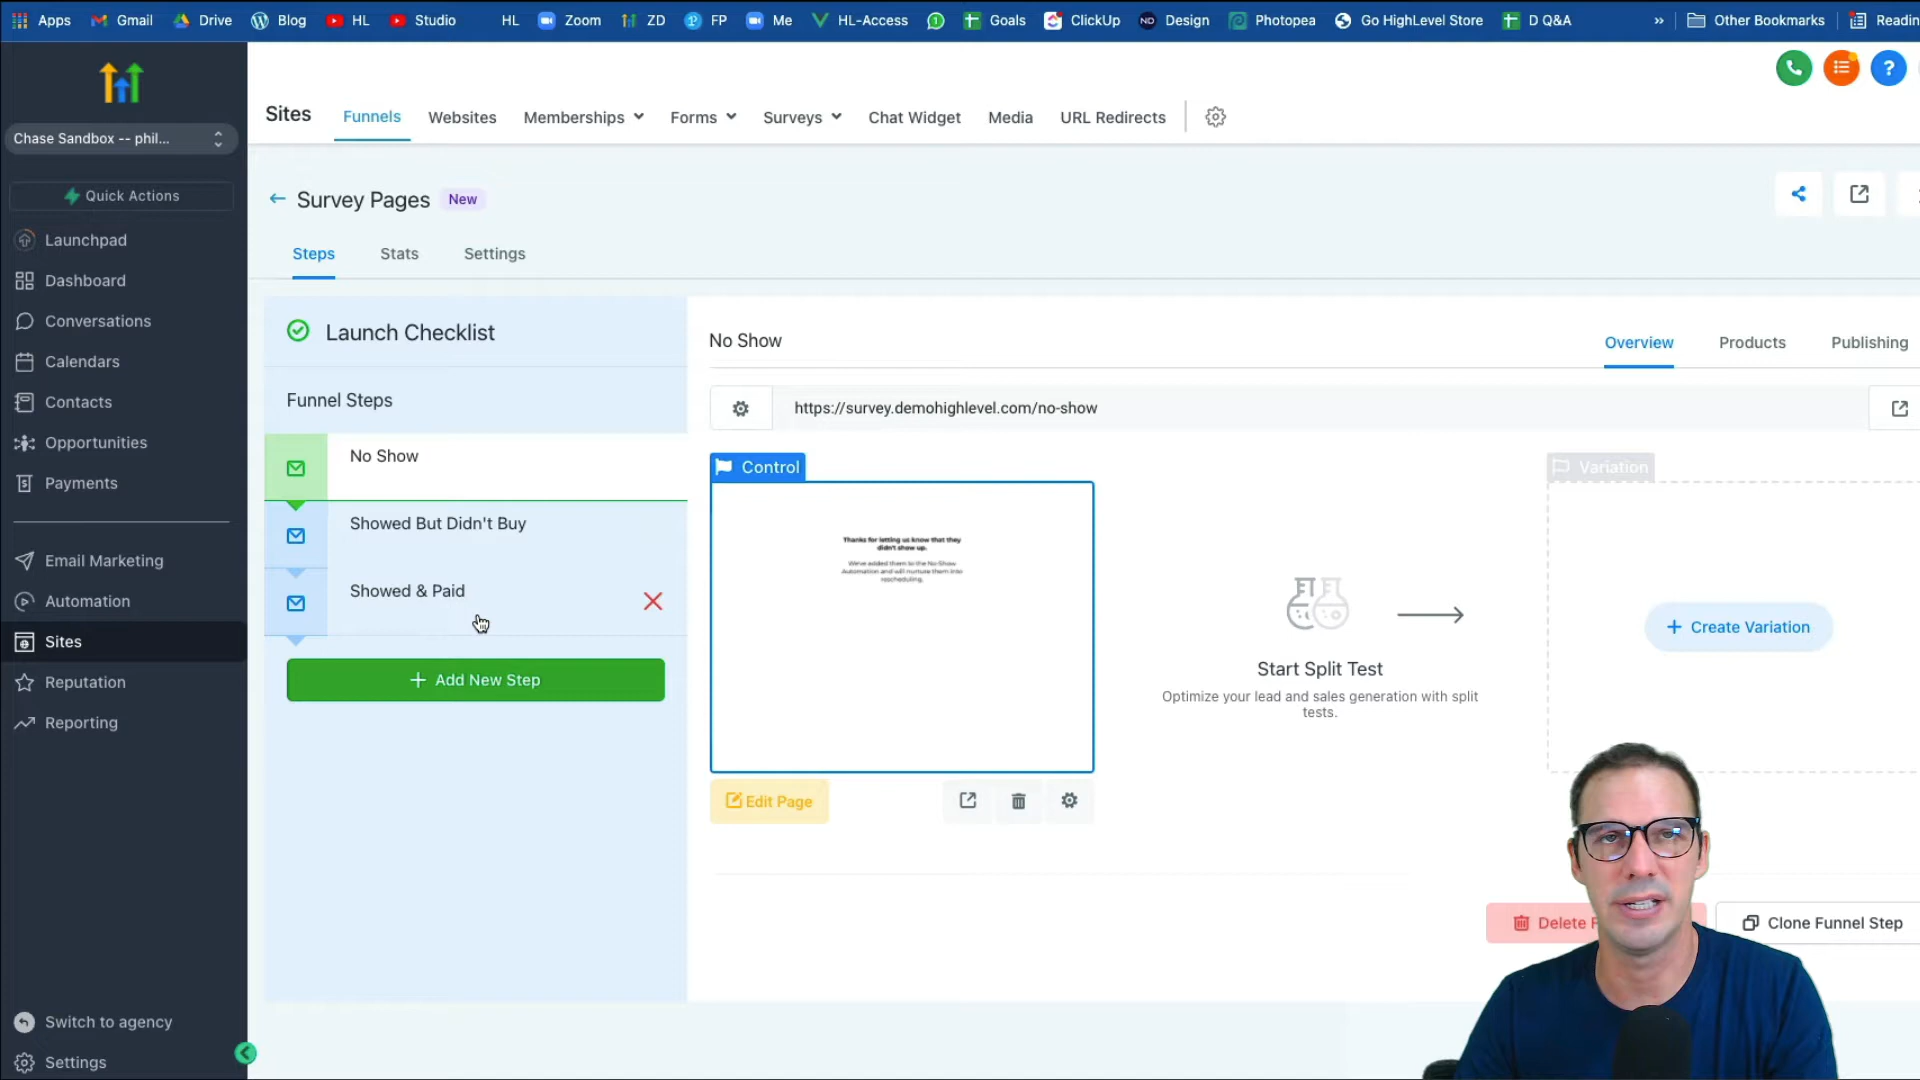 Apps Gmail Drive Blog HL Studio HL Zoom ZD FP Me HL-Access Goals ClickUp Design Photopea Go HighLevel Store D Q&A » Other Bookmarks Readin
Sites Funnels Websites Memberships Forms Surveys Chat Widget Media URL Redirects
Chase Sandbox -- phil...
Quick Actions
Launchpad
Dashboard
Conversations
Calendars
Contacts
Opportunities
Payments
Email Marketing
Automation
Sites
Reputation
Reporting
Switch to agency
Settings
Survey Pages New
Steps Stats Settings
Launch Checklist
Funnel Steps
No Show
Showed But Didn't Buy
Showed & Paid
+ Add New Step
No Show
Overview Products Publishing
https://survey.demohighlevel.com/no-show
Control
Thanks for letting us know that they
didn't show up.
We've added them to the No-Show
Automation and will nurture them into
rescheduling.
Edit Page
Start Split Test
Optimize your lead and sales generation with split
tests.
Variation
+ Create Variation
Delete F
Clone Funnel Step